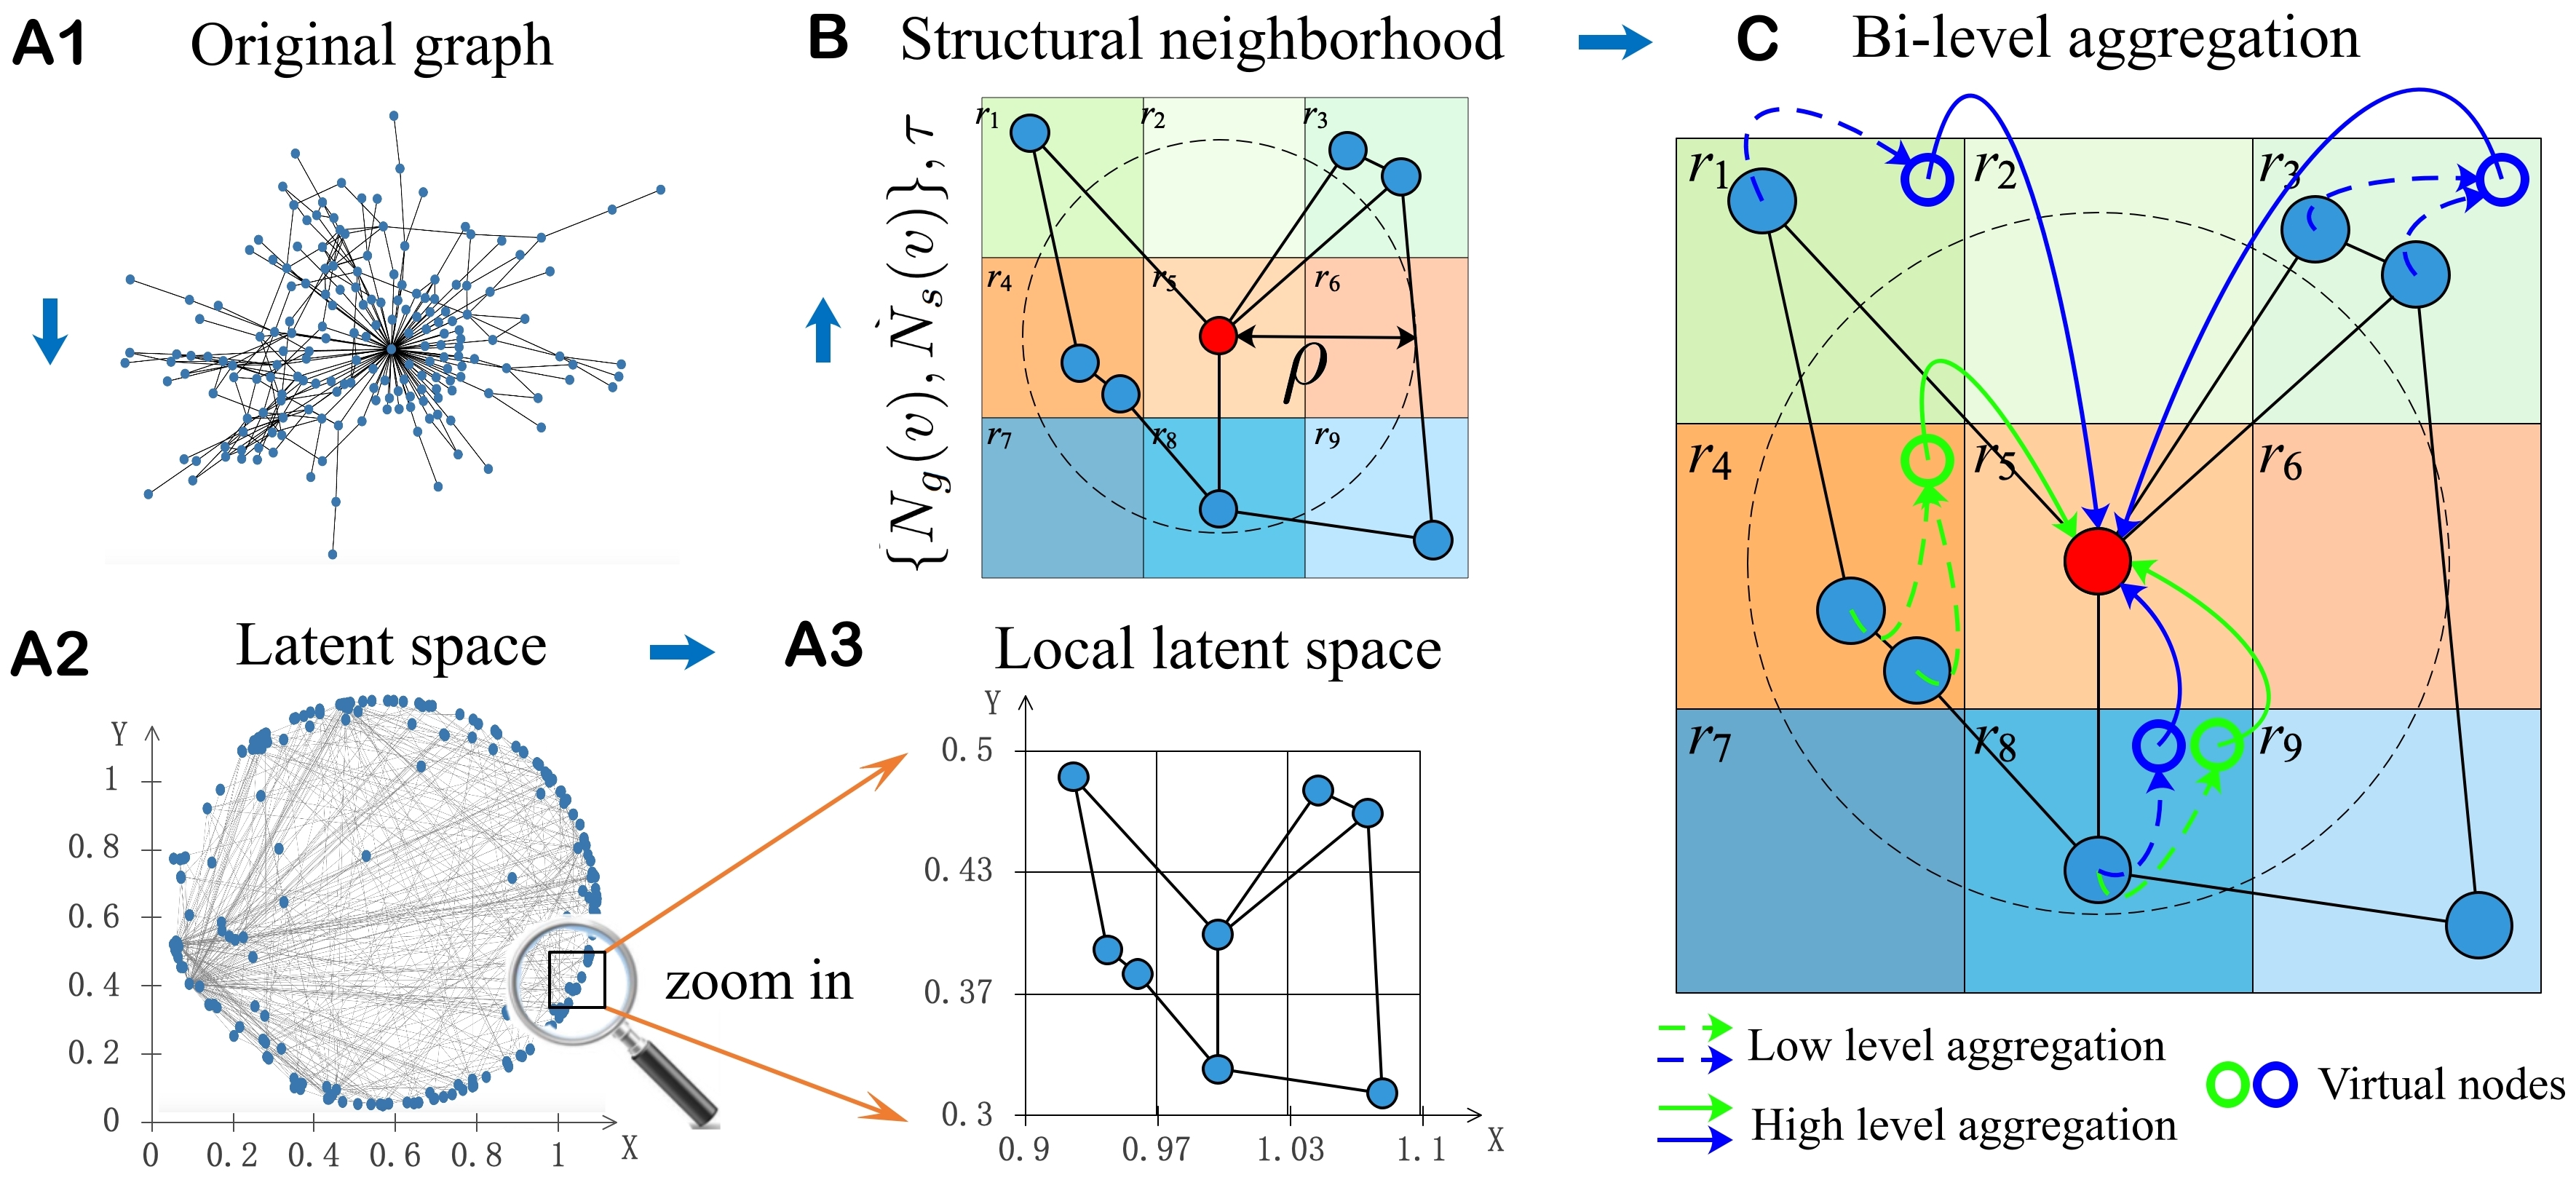 A1 Original graph
B Structural neighborhood
C Bi-level aggregation
{N_g(v), N_s(v)}, τ
r1 r2 r3
r4 r5 r6
ρ
r7 r8 r9
r1 r2 r3
r4 r5 r6
r7 r8 r9
A2 Latent space
Y
1
0.8
0.6
0.4
0.2
0
0 0.2 0.4 0.6 0.8 1 X
zoom in
A3 Local latent space
Y
0.5
0.43
0.37
0.3
0.9 0.97 1.03 1.1 X
Low level aggregation
High level aggregation
Virtual nodes